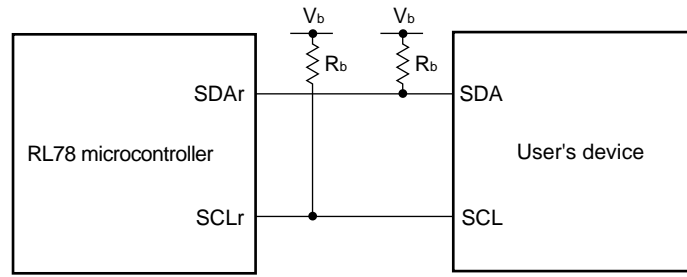 Vb Vb
Rb Rb
SDAr SDA
RL78 microcontroller User's device
SCLr SCL